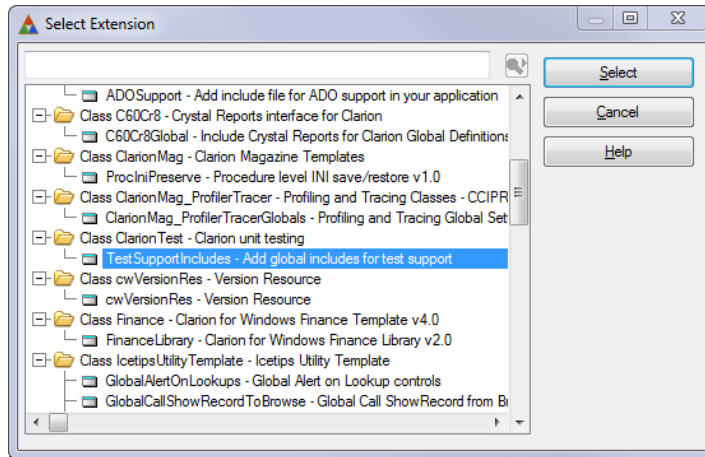 Select Extension
Select
ADOSupport - Add include file for ADO support in your application
Class C60Cr8 - Crystal Reports interface for Clarion
Cancel
C60Cr8Global - Include Crystal Reports for Clarion Global Definitions
Class ClarionMag - Clarion Magazine Templates
Help
ProcIniPreserve - Procedure level INI save/restore v1.0
Class ClarionMag_ProfilerTracer - Profiling and Tracing Classes - CCIPR
ClarionMag_ProfilerTracerGlobals - Profiling and Tracing Global Set
Class ClarionTest - Clarion unit testing
TestSupportIncludes - Add global includes for test support
Class cwVersionRes - Version Resource
cwVersionRes - Version Resource
Class Finance - Clarion for Windows Finance Template v4.0
FinanceLibrary - Clarion for Windows Finance Library v2.0
Class IcetipsUtilityTemplate - Icetips Utility Template
GlobalAlertOnLookups - Global Alert on Lookup controls
GlobalCallShowRecordToBrowse - Global Call ShowRecord from Br